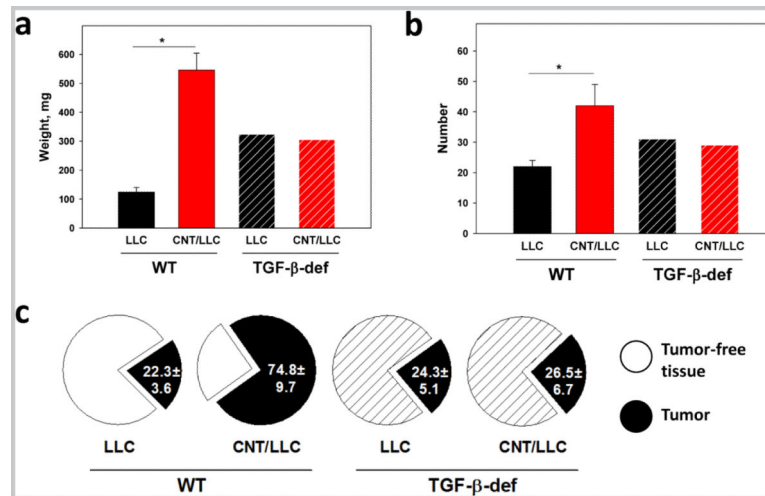 a
*
Weight, mg
600
500
400
300
200
100
0
LLC CNT/LLC LLC CNT/LLC
WT TGF-β-def
b
*
Number
60
50
40
30
20
10
0
LLC CNT/LLC LLC CNT/LLC
WT TGF-β-def
c
22.3±
3.6
74.8±
9.7
24.3±
5.1
26.5±
6.7
LLC CNT/LLC LLC CNT/LLC
WT TGF-β-def
Tumor-free
tissue
Tumor